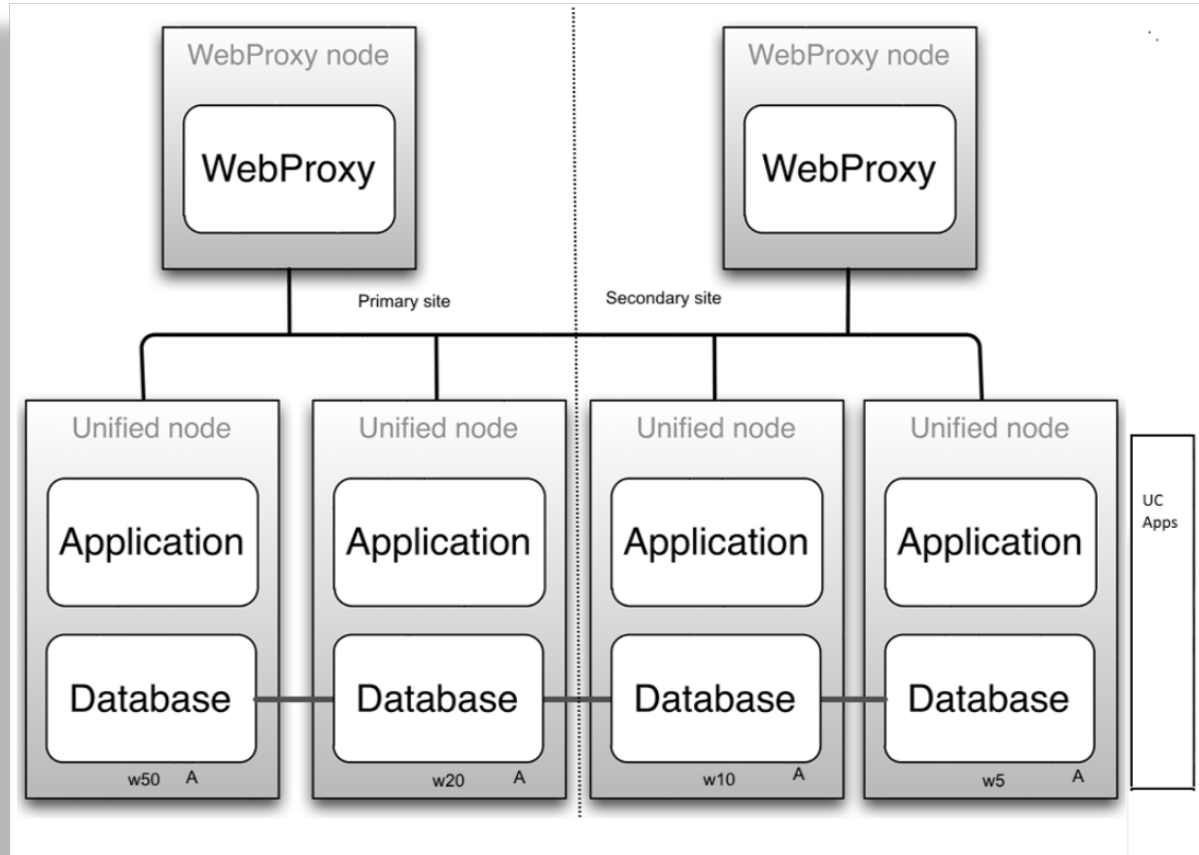 WebProxy node
WebProxy node
WebProxy
WebProxy
Primary site
Secondary site
Unified node
Unified node
Unified node
Unified node
UC
Apps
Application
Application
Application
Application
Database
Database
Database
Database
w50 A
w20 A
w10 A
w5 A